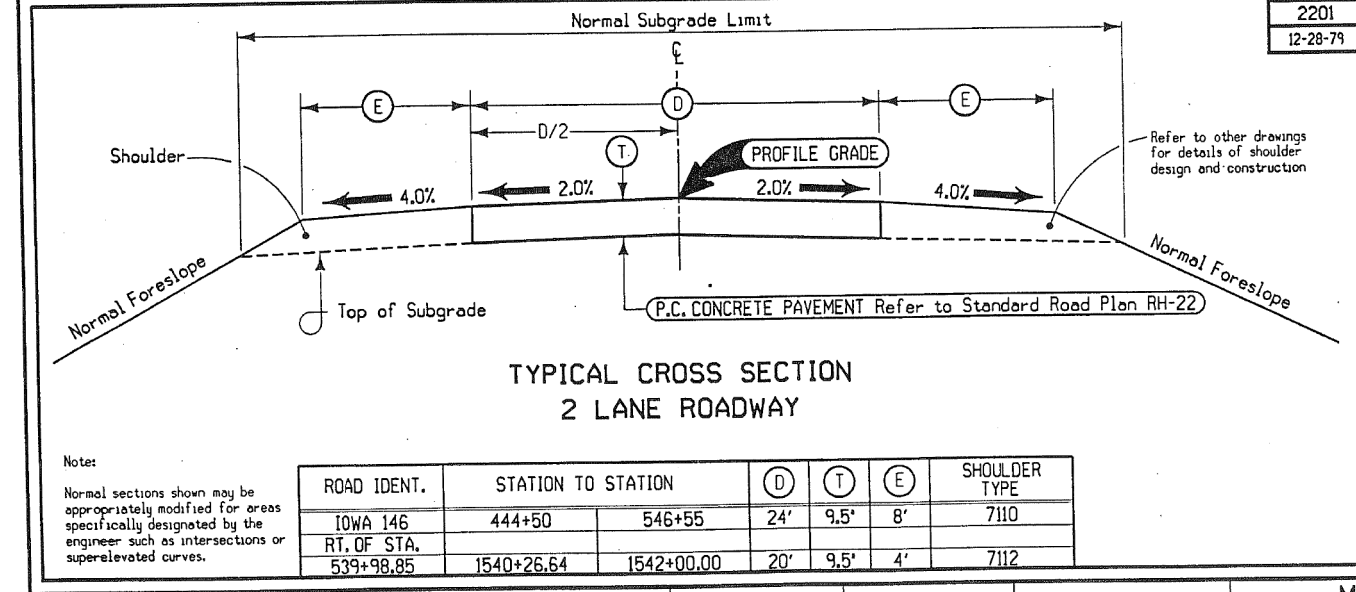 2201
12-28-79
Normal Subgrade Limit
℄
E
D
E
D/2
T
PROFILE GRADE
Shoulder
Refer to other drawings
for details of shoulder
design and construction
4.0%
2.0%
2.0%
4.0%
Normal Foreslope
Top of Subgrade
P.C. CONCRETE PAVEMENT Refer to Standard Road Plan RH-22
Normal Foreslope
TYPICAL CROSS SECTION
2 LANE ROADWAY
Note:
Normal sections shown may be
appropriately modified for areas
specifically designated by the
engineer such as intersections or
superelevated curves.
ROAD IDENT. STATION TO STATION D T E SHOULDER TYPE
IOWA 146 444+50 546+55 24' 9.5" 8' 7110
RT. OF STA.
539+98.85 1540+26.64 1542+00.00 20' 9.5" 4' 7112